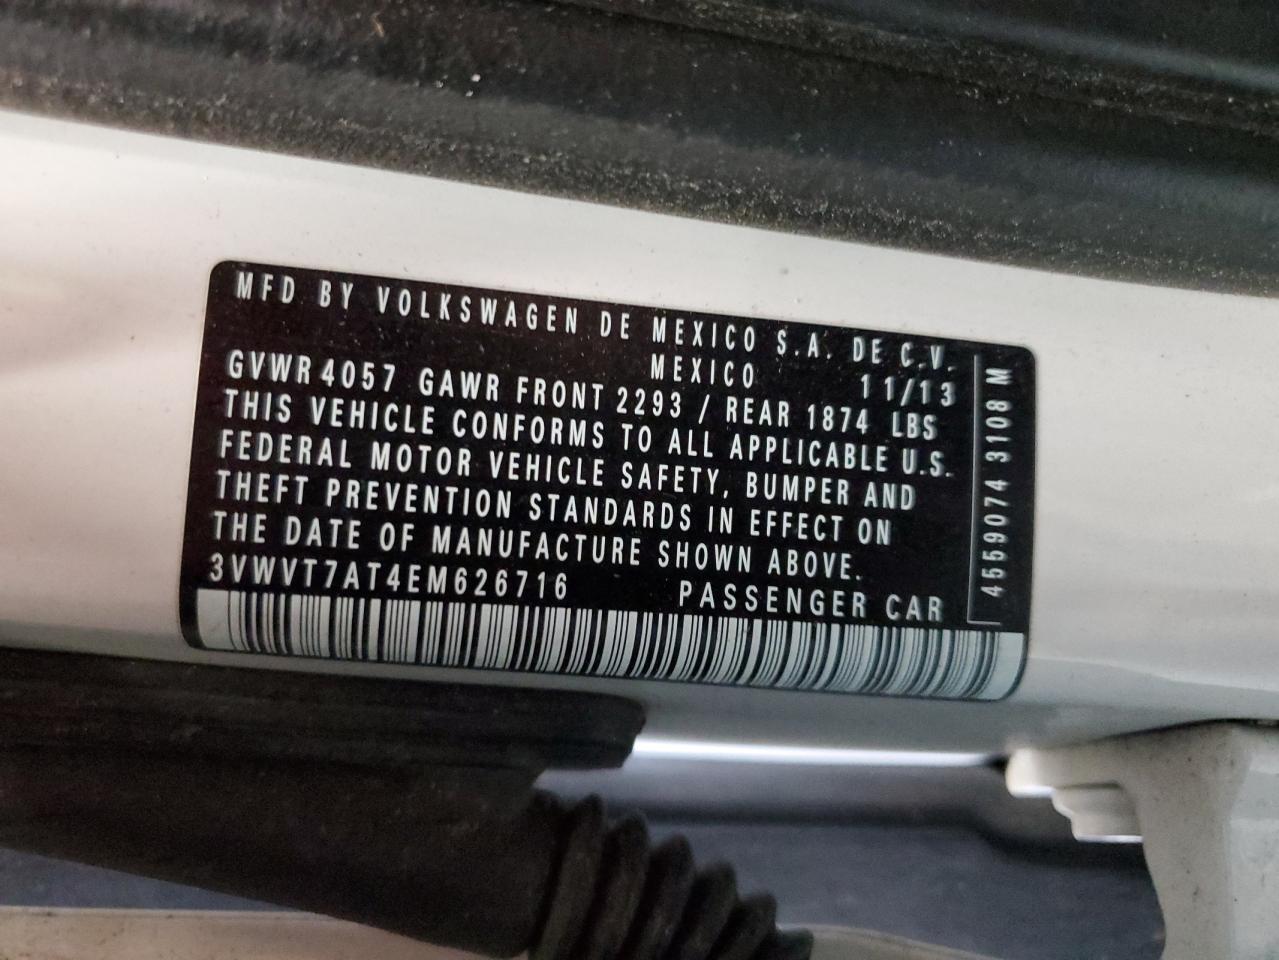 MFD BY VOLKSWAGEN DE MEXICO S.A. DE C.V.
MEXICO 11/13
GVWR 4057 GAWR FRONT 2293 / REAR 1874 LBS
THIS VEHICLE CONFORMS TO ALL APPLICABLE U.S.
FEDERAL MOTOR VEHICLE SAFETY, BUMPER AND
THEFT PREVENTION STANDARDS IN EFFECT ON
THE DATE OF MANUFACTURE SHOWN ABOVE.
3VWVT7AT4EM626716 PASSENGER CAR
4559074 3108 M